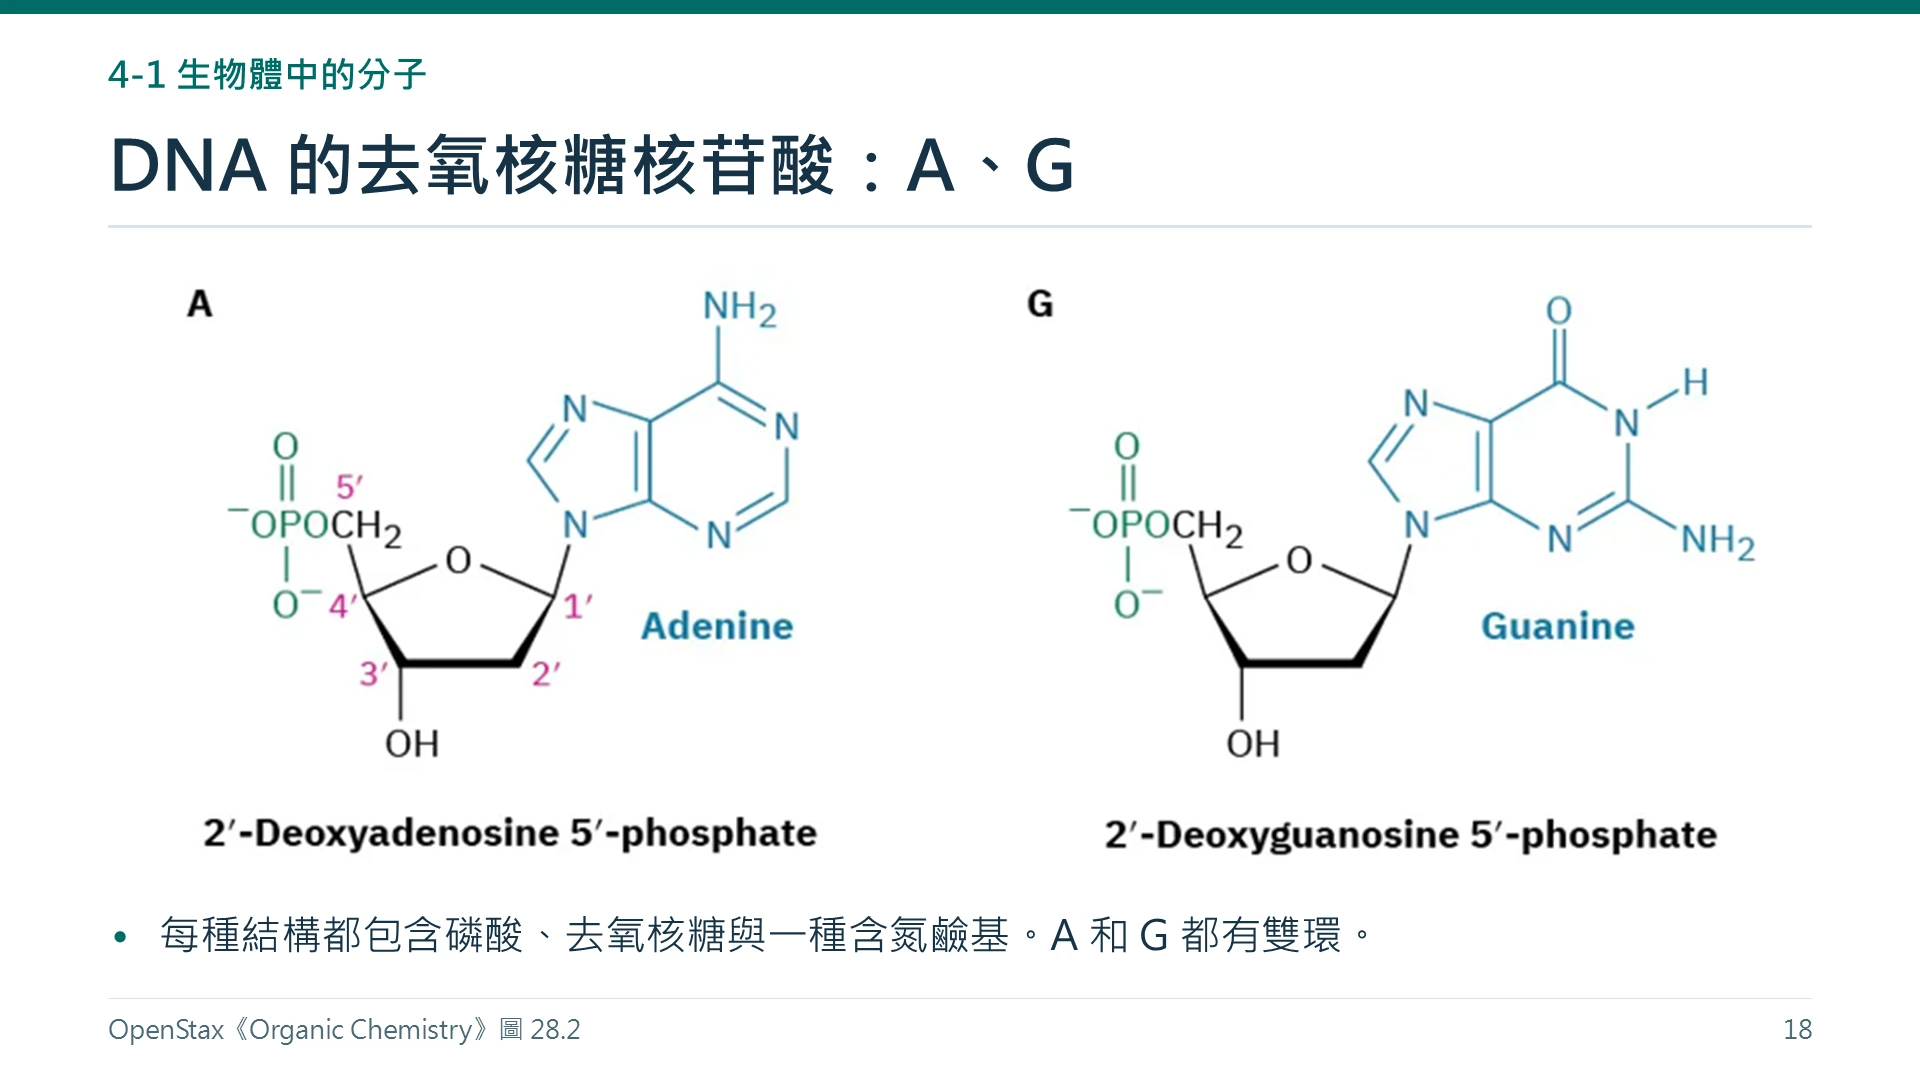 4-1 生物體中的分子
DNA 的去氧核糖核苷酸：A、G
A
NH2
N
N
O
5′
⁻OPOCH2
N
N
O
O⁻
4′
1′
Adenine
3′
2′
OH
2′-Deoxyadenosine 5′-phosphate
G
O
H
N
N
O
⁻OPOCH2
N
N
NH2
O
O⁻
Guanine
OH
2′-Deoxyguanosine 5′-phosphate
• 每種結構都包含磷酸、去氧核糖與一種含氮鹼基。A 和 G 都有雙環。
OpenStax《Organic Chemistry》圖 28.2
18